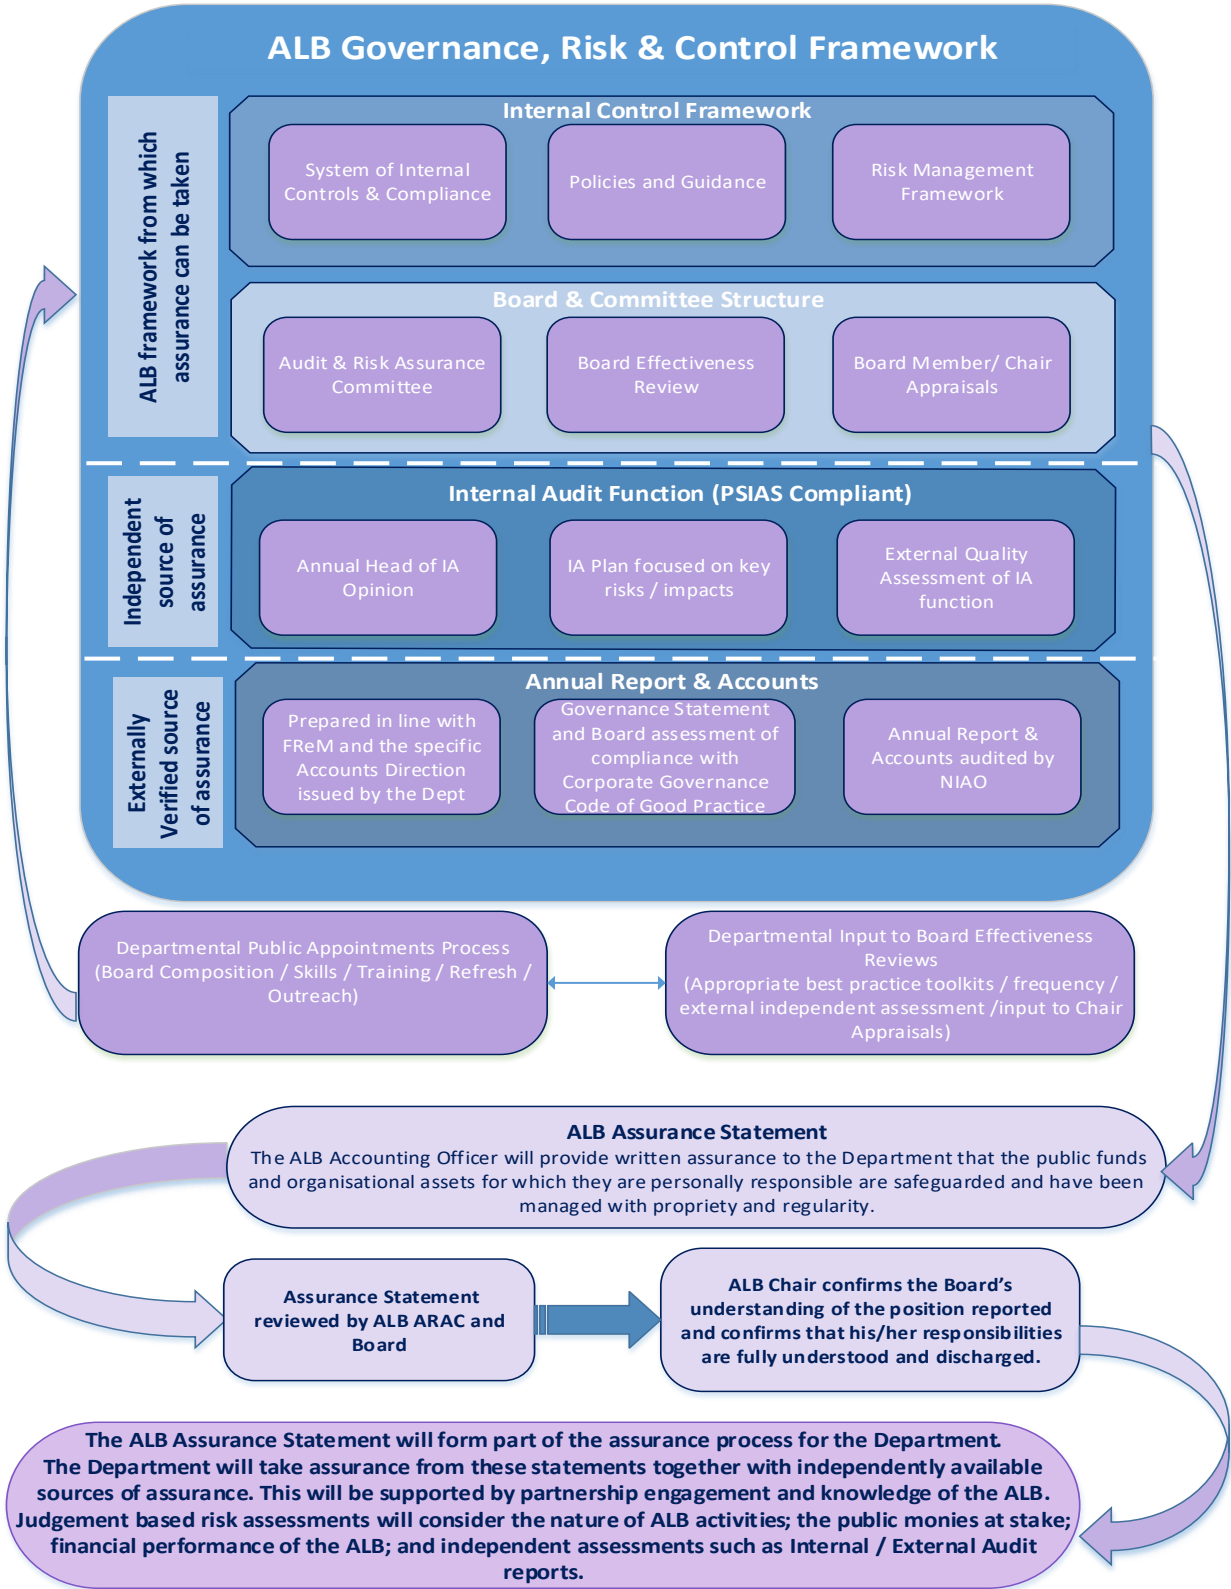 ALB Governance, Risk & Control Framework
ALB framework from which
assurance can be taken
Internal Control Framework
System of Internal
Controls & Compliance
Policies and Guidance
Risk Management
Framework
Board & Committee Structure
Audit & Risk Assurance
Committee
Board Effectiveness
Review
Board Member/ Chair
Appraisals
Independent
source of
assurance
Internal Audit Function (PSIAS Compliant)
Annual Head of IA
Opinion
IA Plan focused on key
risks / impacts
External Quality
Assessment of IA
function
Externally
Verified source
of assurance
Annual Report & Accounts
Prepared in line with
FReM and the specific
Accounts Direction
issued by the Dept
Governance Statement
and Board assessment of
compliance with
Corporate Governance
Code of Good Practice
Annual Report &
Accounts audited by
NIAO
Departmental Public Appointments Process
(Board Composition / Skills / Training / Refresh /
Outreach)
Departmental Input to Board Effectiveness
Reviews
(Appropriate best practice toolkits / frequency /
external independent assessment /input to Chair
Appraisals)
ALB Assurance Statement
The ALB Accounting Officer will provide written assurance to the Department that the public funds
and organisational assets for which they are personally responsible are safeguarded and have been
managed with propriety and regularity.
Assurance Statement
reviewed by ALB ARAC and
Board
ALB Chair confirms the Board’s
understanding of the position reported
and confirms that his/her responsibilities
are fully understood and discharged.
The ALB Assurance Statement will form part of the assurance process for the Department.
The Department will take assurance from these statements together with independently available
sources of assurance. This will be supported by partnership engagement and knowledge of the ALB.
Judgement based risk assessments will consider the nature of ALB activities; the public monies at stake;
financial performance of the ALB; and independent assessments such as Internal / External Audit
reports.